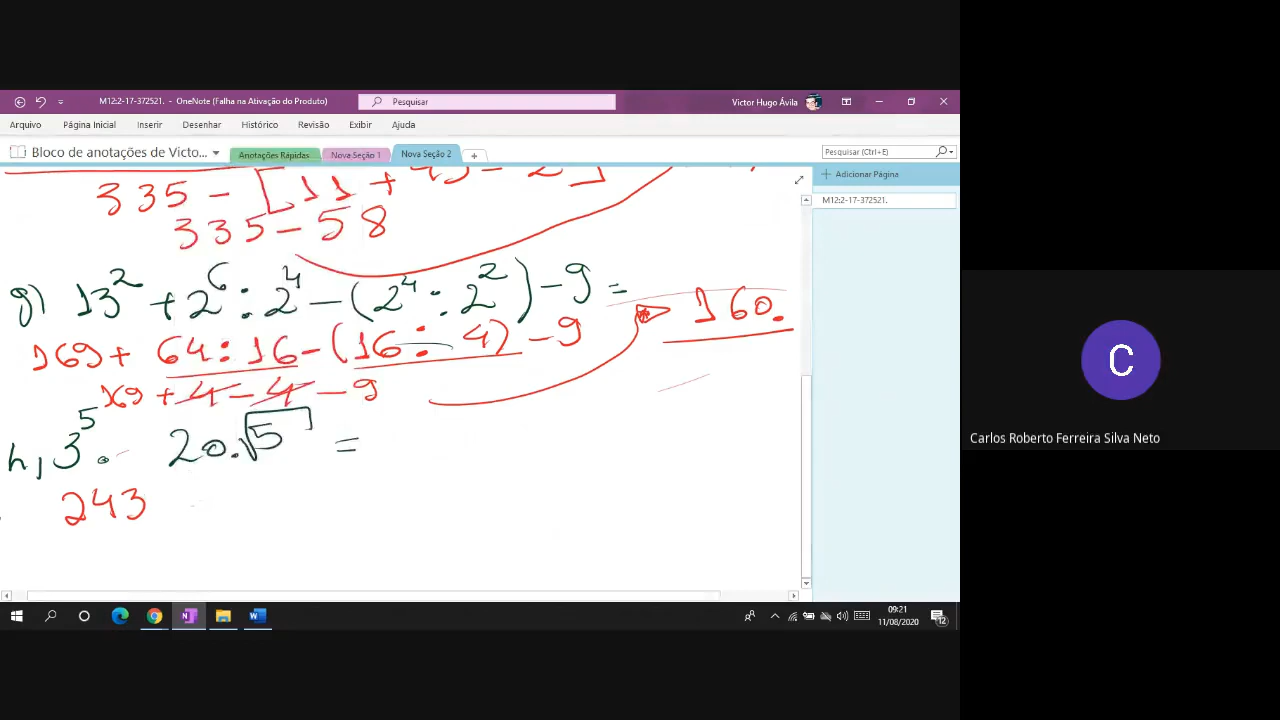 M12:2-17-372521. - OneNote (Falha na Ativação do Produto)
Pesquisar
Victor Hugo Ávila
Arquivo Página Inicial Inserir Desenhar Histórico Revisão Exibir Ajuda
Bloco de anotações de Victo... Anotações Rápidas Nova Seção 1 Nova Seção 2 +
Pesquisar (Ctrl+E)
Adicionar Página
M12:2-17-372521.
335 - [11 + 49 - 2]
335 - 58
g) 13² + 2⁶ : 2⁴ - (2⁴ : 2²) - 9 =
160.
169 + 64 : 16 - (16 : 4) - 9
169 + 4 - 4 - 9
h, 3⁵. 20.√5 =
243
C
Carlos Roberto Ferreira Silva Neto
09:21
11/08/2020
12